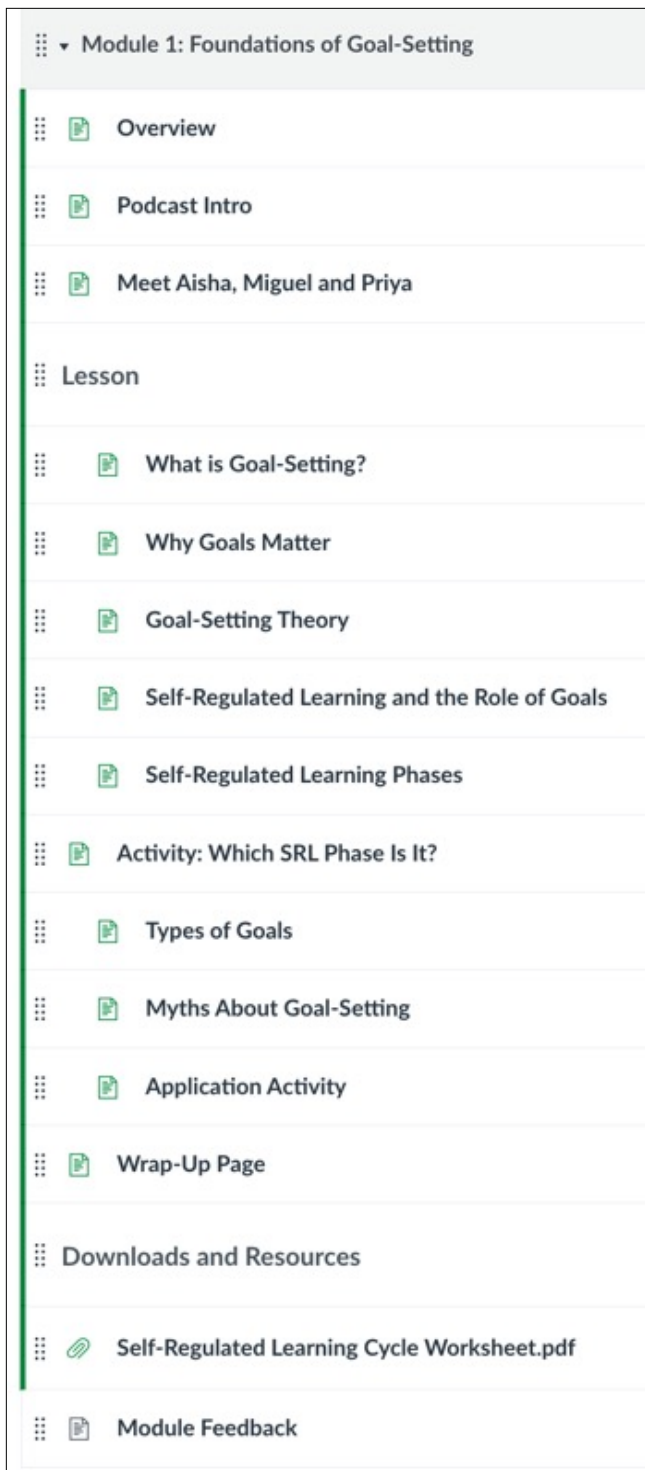 Module 1: Foundations of Goal-Setting
Overview
Podcast Intro
Meet Aisha, Miguel and Priya
Lesson
What is Goal-Setting?
Why Goals Matter
Goal-Setting Theory
Self-Regulated Learning and the Role of Goals
Self-Regulated Learning Phases
Activity: Which SRL Phase Is It?
Types of Goals
Myths About Goal-Setting
Application Activity
Wrap-Up Page
Downloads and Resources
Self-Regulated Learning Cycle Worksheet.pdf
Module Feedback